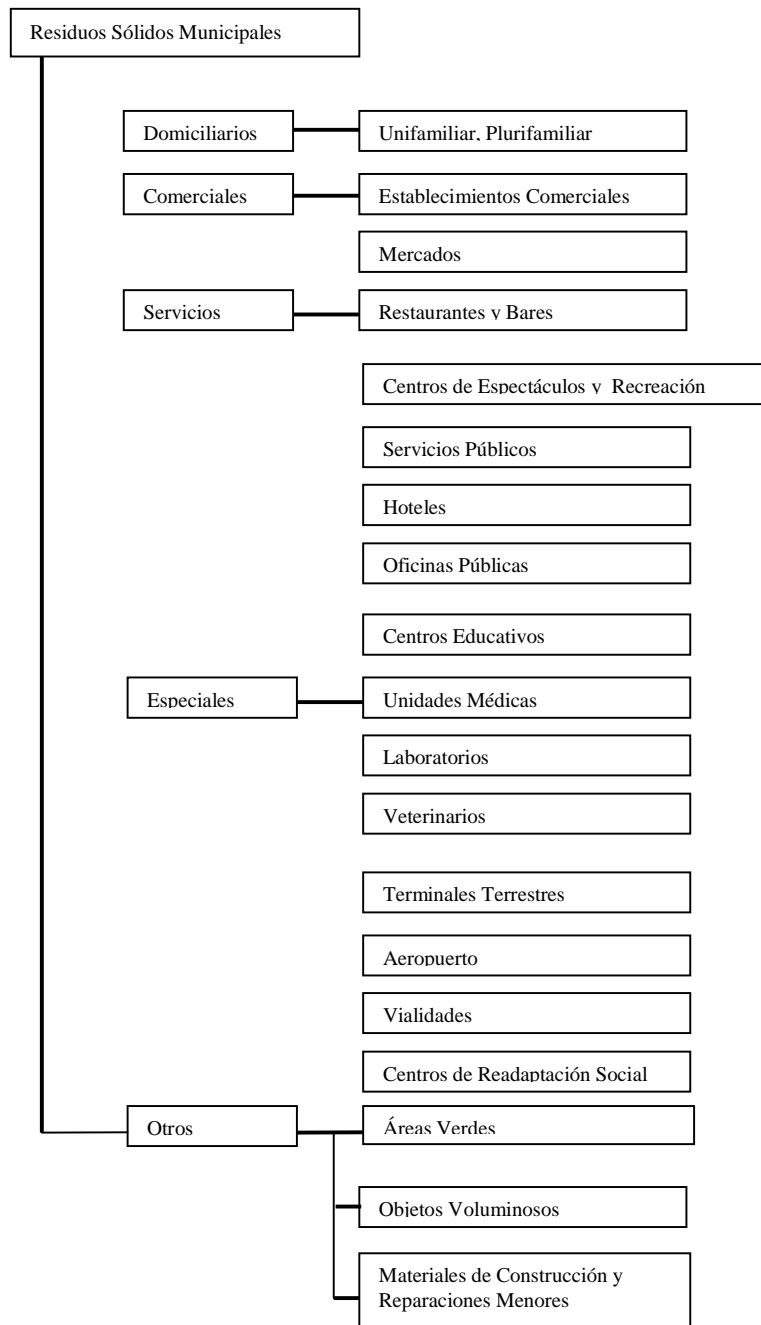 Residuos Sólidos Municipales
Domiciliarios
Unifamiliar, Plurifamiliar
Comerciales
Establecimientos Comerciales
Mercados
Servicios
Restaurantes y Bares
Centros de Espectáculos y Recreación
Servicios Públicos
Hoteles
Oficinas Públicas
Centros Educativos
Especiales
Unidades Médicas
Laboratorios
Veterinarios
Terminales Terrestres
Aeropuerto
Vialidades
Centros de Readaptación Social
Otros
Áreas Verdes
Objetos Voluminosos
Materiales de Construcción y
Reparaciones Menores